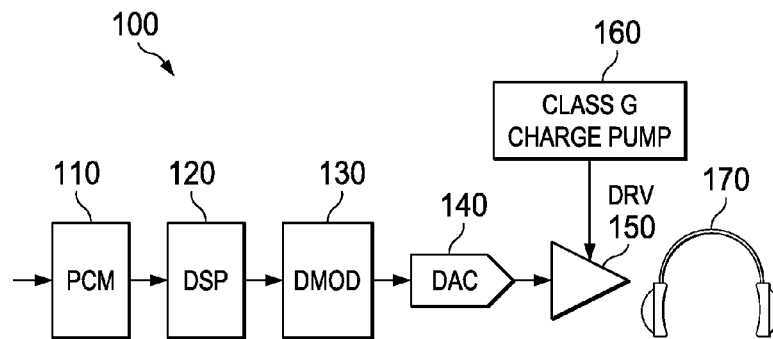 100
160
CLASS G
CHARGE PUMP
110
120
130
140
DRV
150
170
PCM
DSP
DMOD
DAC